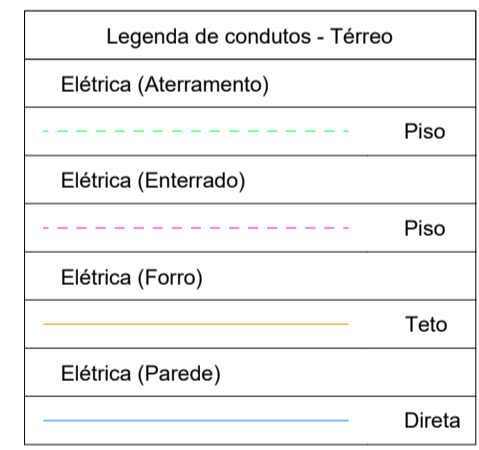 Legenda de condutos - Térreo
Elétrica (Aterramento)
Piso
Elétrica (Enterrado)
Piso
Elétrica (Forro)
Teto
Elétrica (Parede)
Direta